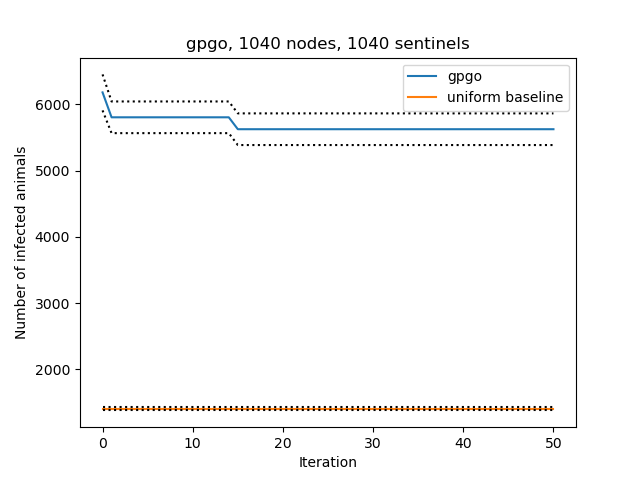 gpgo, 1040 nodes, 1040 sentinels
gpgo
uniform baseline
Number of infected animals
6000
5000
4000
3000
2000
0
10
20
30
40
50
Iteration